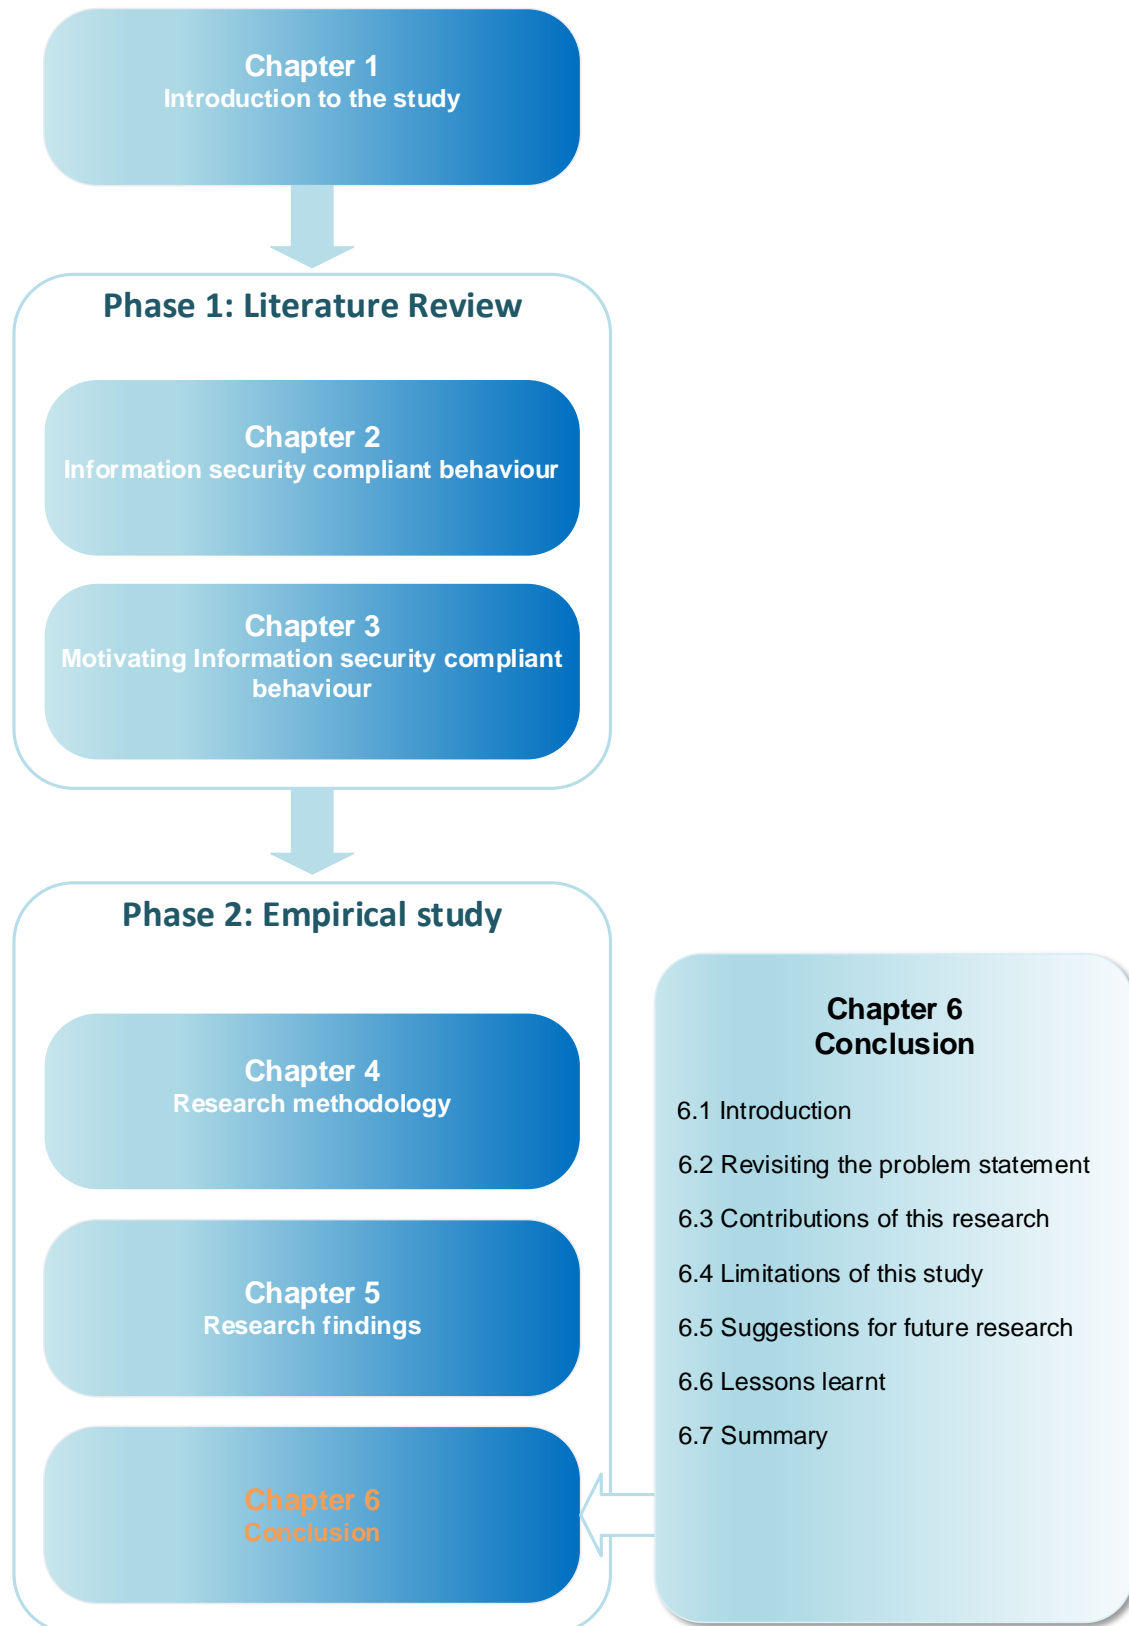 Chapter 1
Introduction to the study
Phase 1: Literature Review
Chapter 2
Information security compliant behaviour
Chapter 3
Motivating Information security compliant
behaviour
Phase 2: Empirical study
Chapter 4
Research methodology
Chapter 5
Research findings
Chapter 6
Conclusion
Chapter 6
Conclusion
6.1 Introduction
6.2 Revisiting the problem statement
6.3 Contributions of this research
6.4 Limitations of this study
6.5 Suggestions for future research
6.6 Lessons learnt
6.7 Summary